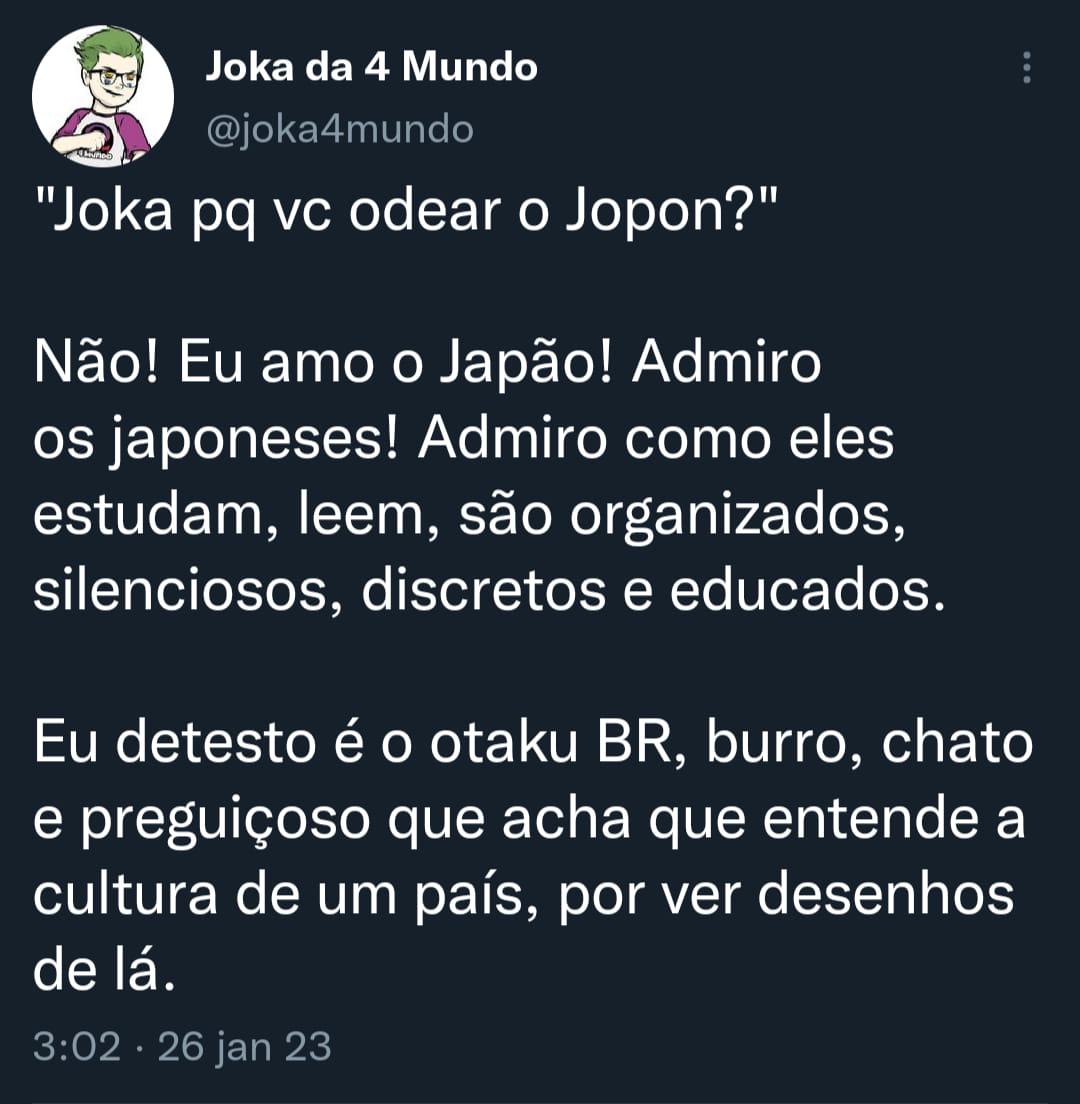 Joka da 4 Mundo
@joka4mundo
"Joka pq vc odear o Jopon?"
Não! Eu amo o Japão! Admiro
os japoneses! Admiro como eles
estudam, leem, são organizados,
silenciosos, discretos e educados.
Eu detesto é o otaku BR, burro, chato
e preguiçoso que acha que entende a
cultura de um país, por ver desenhos
de lá.
3:02 · 26 jan 23